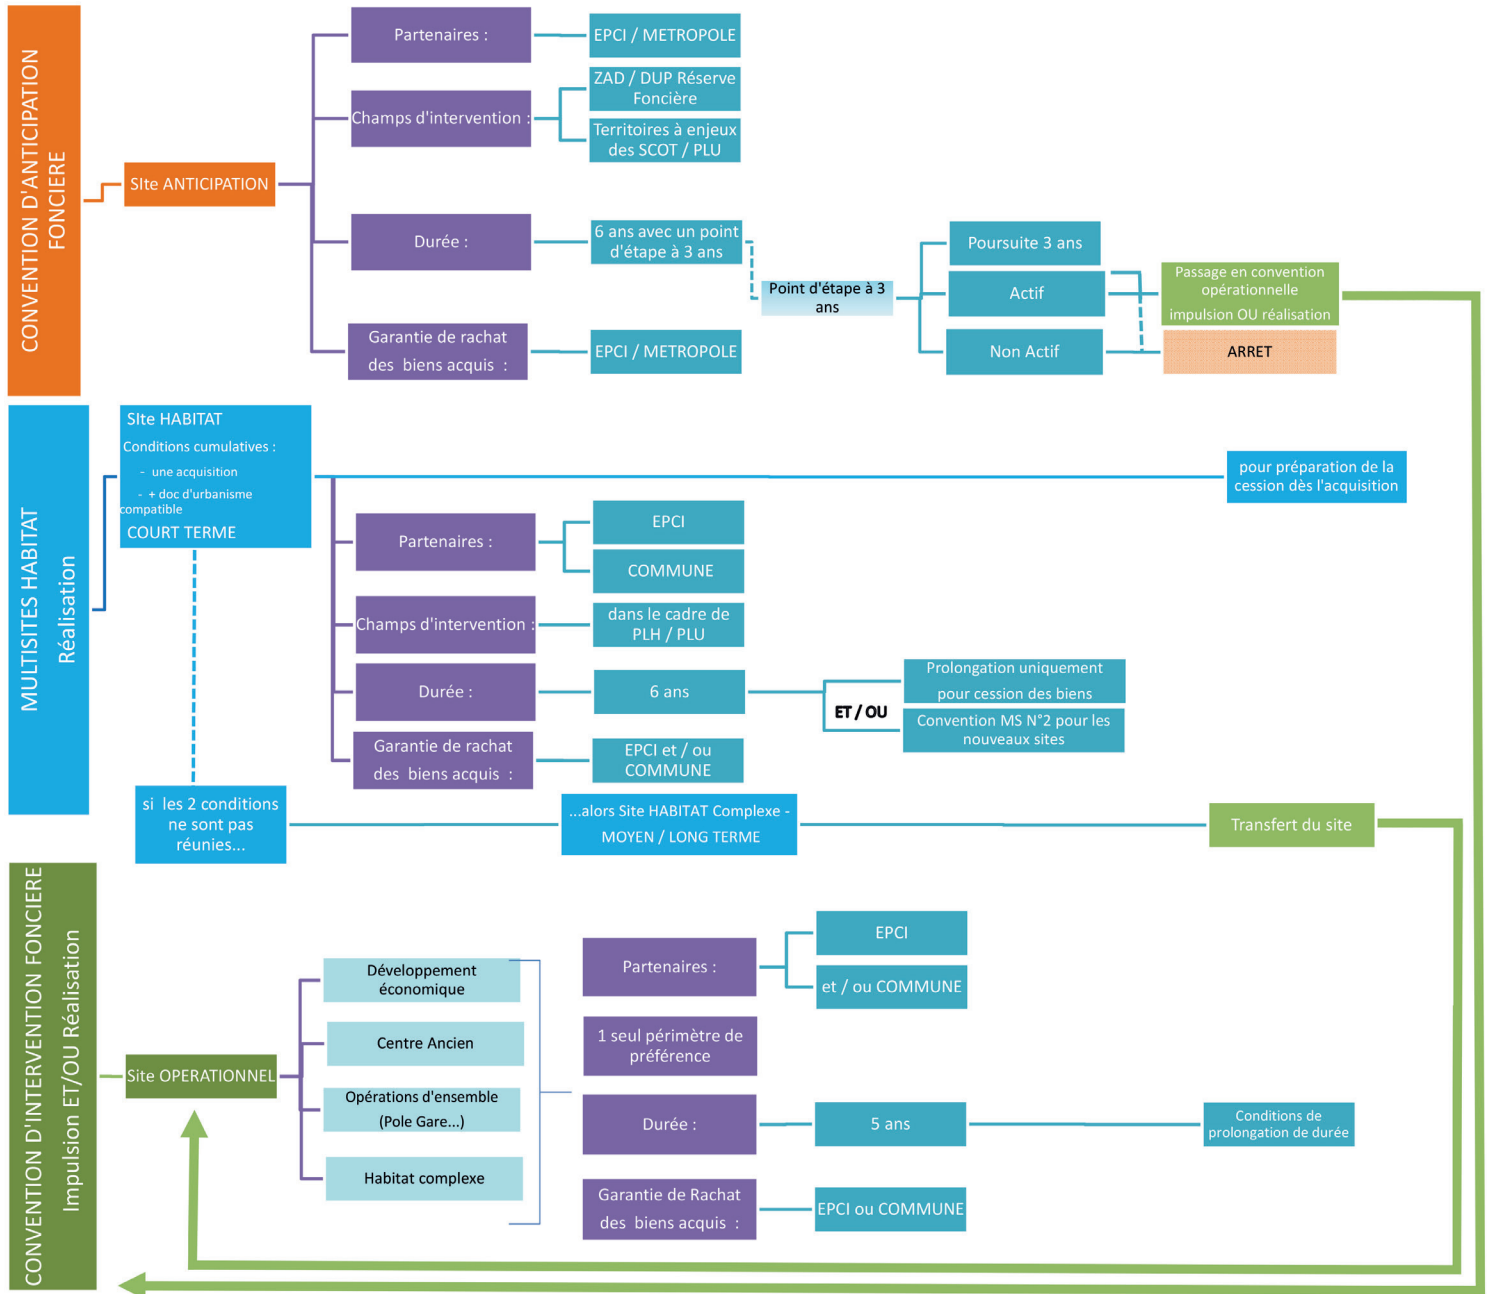 CONVENTION D'ANTICIPATION
FONCIERE
SIte ANTICIPATION
Partenaires :
EPCI / METROPOLE
Champs d'intervention :
ZAD / DUP Réserve
Foncière
Territoires à enjeux
des SCOT / PLU
Durée :
6 ans avec un point
d'étape à 3 ans
Point d'étape à 3
ans
Poursuite 3 ans
Actif
Non Actif
Passage en convention
opérationnelle
impulsion OU réalisation
ARRET
Garantie de rachat
des biens acquis :
EPCI / METROPOLE
MULTISITES HABITAT
Réalisation
SIte HABITAT
Conditions cumulatives :
- une acquisition
- + doc d'urbanisme
compatible
COURT TERME
pour préparation de la
cession dès l'acquisition
Partenaires :
EPCI
COMMUNE
Champs d'intervention :
dans le cadre de
PLH / PLU
Durée :
6 ans
ET / OU
Prolongation uniquement
pour cession des biens
Convention MS N°2 pour les
nouveaux sites
Garantie de rachat
des biens acquis :
EPCI et / ou
COMMUNE
si les 2 conditions
ne sont pas
réunies...
...alors Site HABITAT Complexe -
MOYEN / LONG TERME
Transfert du site
CONVENTION D'INTERVENTION FONCIERE
Impulsion ET/OU Réalisation
Site OPERATIONNEL
Développement
économique
Centre Ancien
Opérations d'ensemble
(Pole Gare...)
Habitat complexe
Partenaires :
EPCI
et / ou COMMUNE
1 seul périmètre de
préférence
Durée :
5 ans
Conditions de
prolongation de durée
Garantie de Rachat
des biens acquis :
EPCI ou COMMUNE